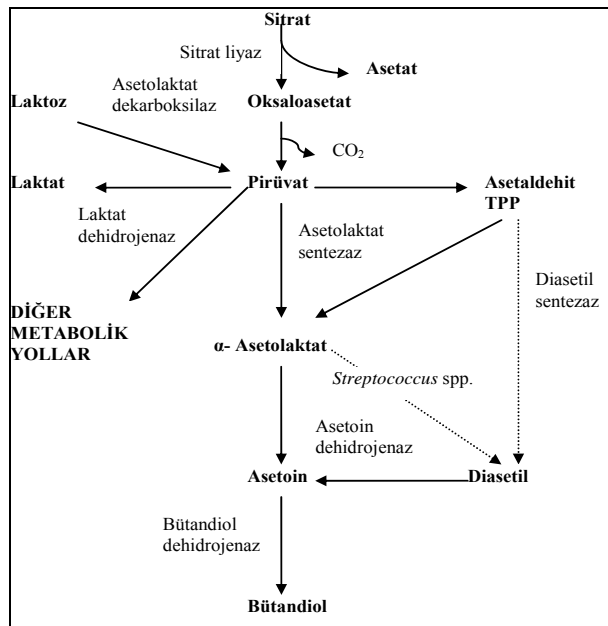 Sitrat
Sitrat liyaz
Asetat
Asetolaktat
dekarboksilaz
Laktoz
Oksaloasetat
CO₂
Laktat
Pirüvat
Asetaldehit
TPP
Laktat
dehidrojenaz
Asetolaktat
sentezaz
Diasetil
sentezaz
DİĞER
METABOLİK
YOLLAR
α- Asetolaktat
Streptococcus spp.
Asetoin
dehidrojenaz
Asetoin
Diasetil
Bütandiol
dehidrojenaz
Bütandiol